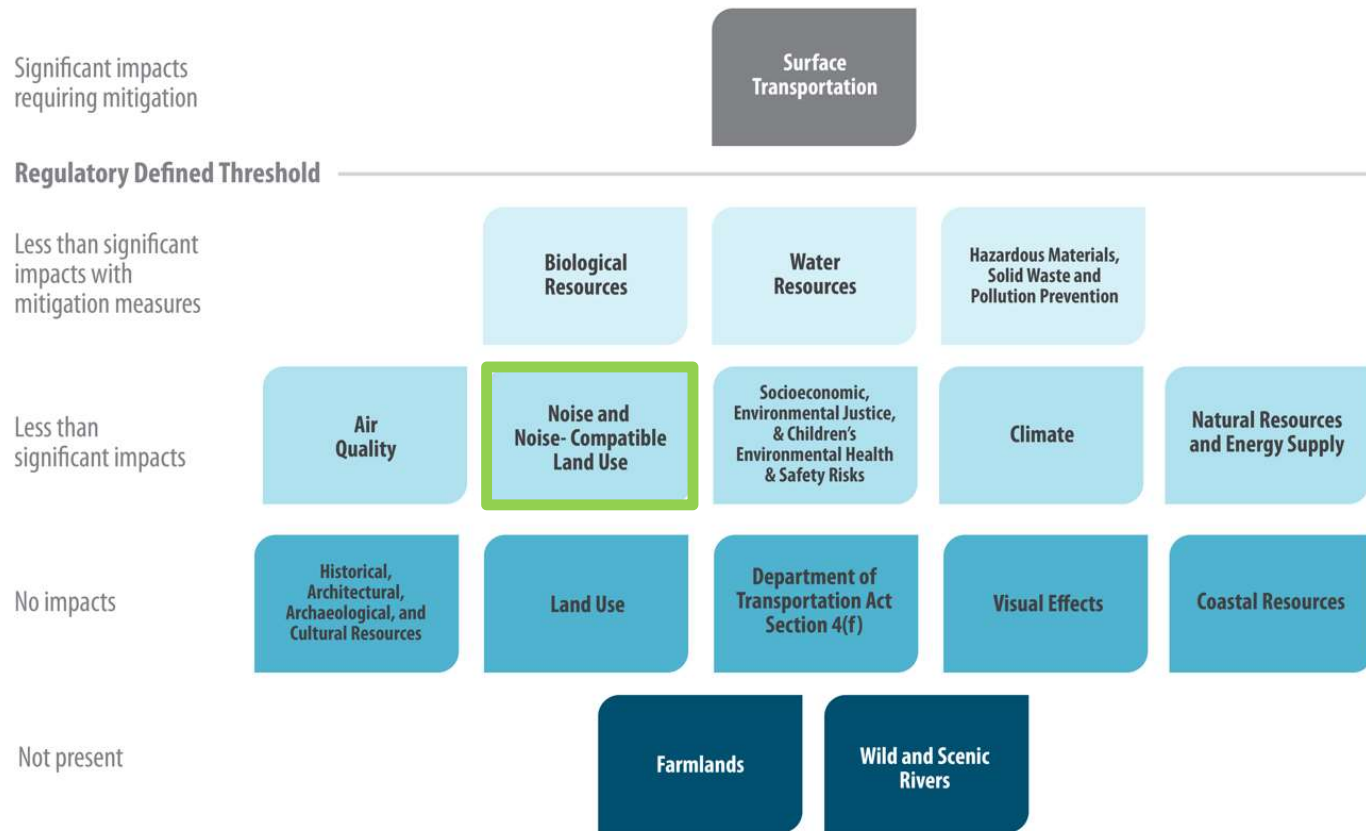 Significant impacts
requiring mitigation
Surface
Transportation
Regulatory Defined Threshold
Less than significant
impacts with
mitigation measures
Biological
Resources
Water
Resources
Hazardous Materials,
Solid Waste and
Pollution Prevention
Less than
significant impacts
Air
Quality
Noise and
Noise- Compatible
Land Use
Socioeconomic,
Environmental Justice,
& Children's
Environmental Health
& Safety Risks
Climate
Natural Resources
and Energy Supply
No impacts
Historical,
Architectural,
Archaeological, and
Cultural Resources
Land Use
Department of
Transportation Act
Section 4(f)
Visual Effects
Coastal Resources
Not present
Farmlands
Wild and Scenic
Rivers